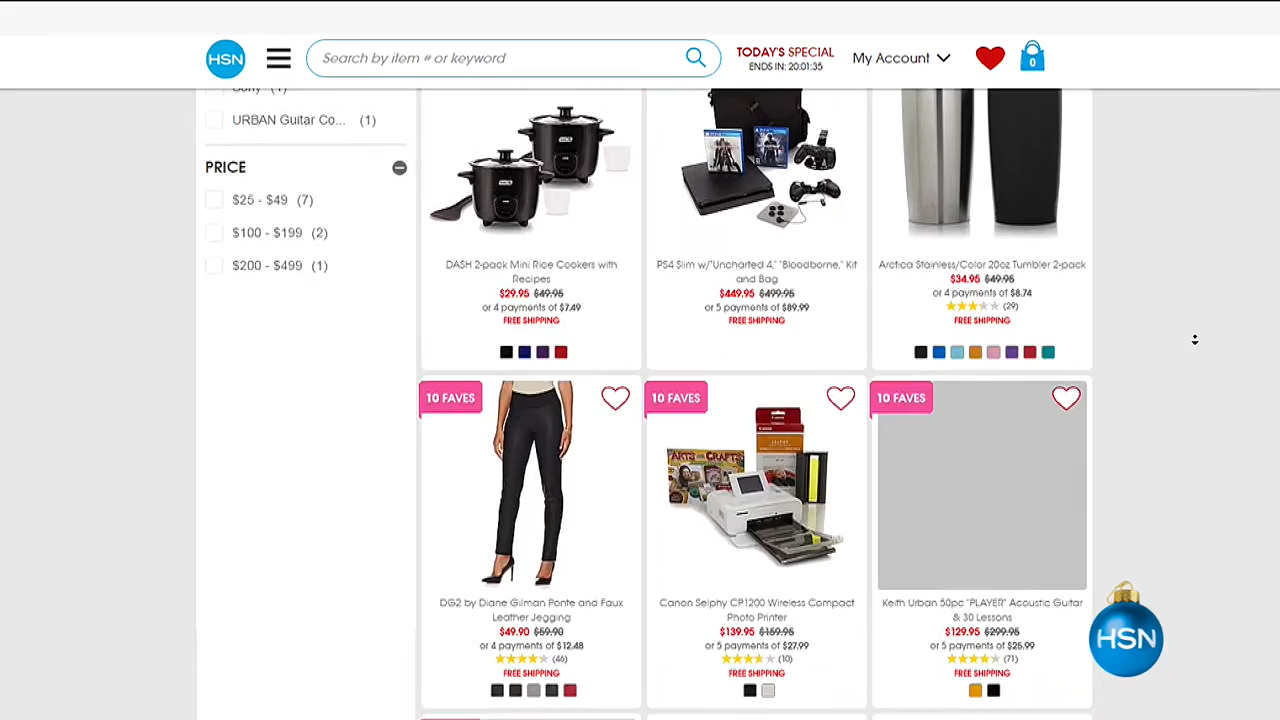 HSN
Search by item # or keyword
TODAY'S SPECIAL
ENDS IN: 20:01:35
My Account
0
Sony (1)
URBAN Guitar Co... (1)
PRICE
$25 - $49 (7)
$100 - $199 (2)
$200 - $499 (1)
DASH 2-pack Mini Rice Cookers with
Recipes
$29.95 $49.95
or 4 payments of $7.49
FREE SHIPPING
PS4 Slim w/"Uncharted 4," "Bloodborne," Kit
and Bag
$449.95 $499.95
or 5 payments of $89.99
FREE SHIPPING
Arctica Stainless/Color 20oz Tumbler 2-pack
$34.95 $49.95
or 4 payments of $8.74
(29)
FREE SHIPPING
10 FAVES
DG2 by Diane Gilman Ponte and Faux
Leather Jegging
$49.90 $59.90
or 4 payments of $12.48
(46)
FREE SHIPPING
10 FAVES
ARTS and CRAFTS
Canon Selphy CP1200 Wireless Compact
Photo Printer
$139.95 $159.95
or 5 payments of $27.99
(10)
FREE SHIPPING
10 FAVES
Keith Urban 50pc "PLAYER" Acoustic Guitar
& 30 Lessons
$129.95 $299.95
or 5 payments of $25.99
(71)
FREE SHIPPING
HSN